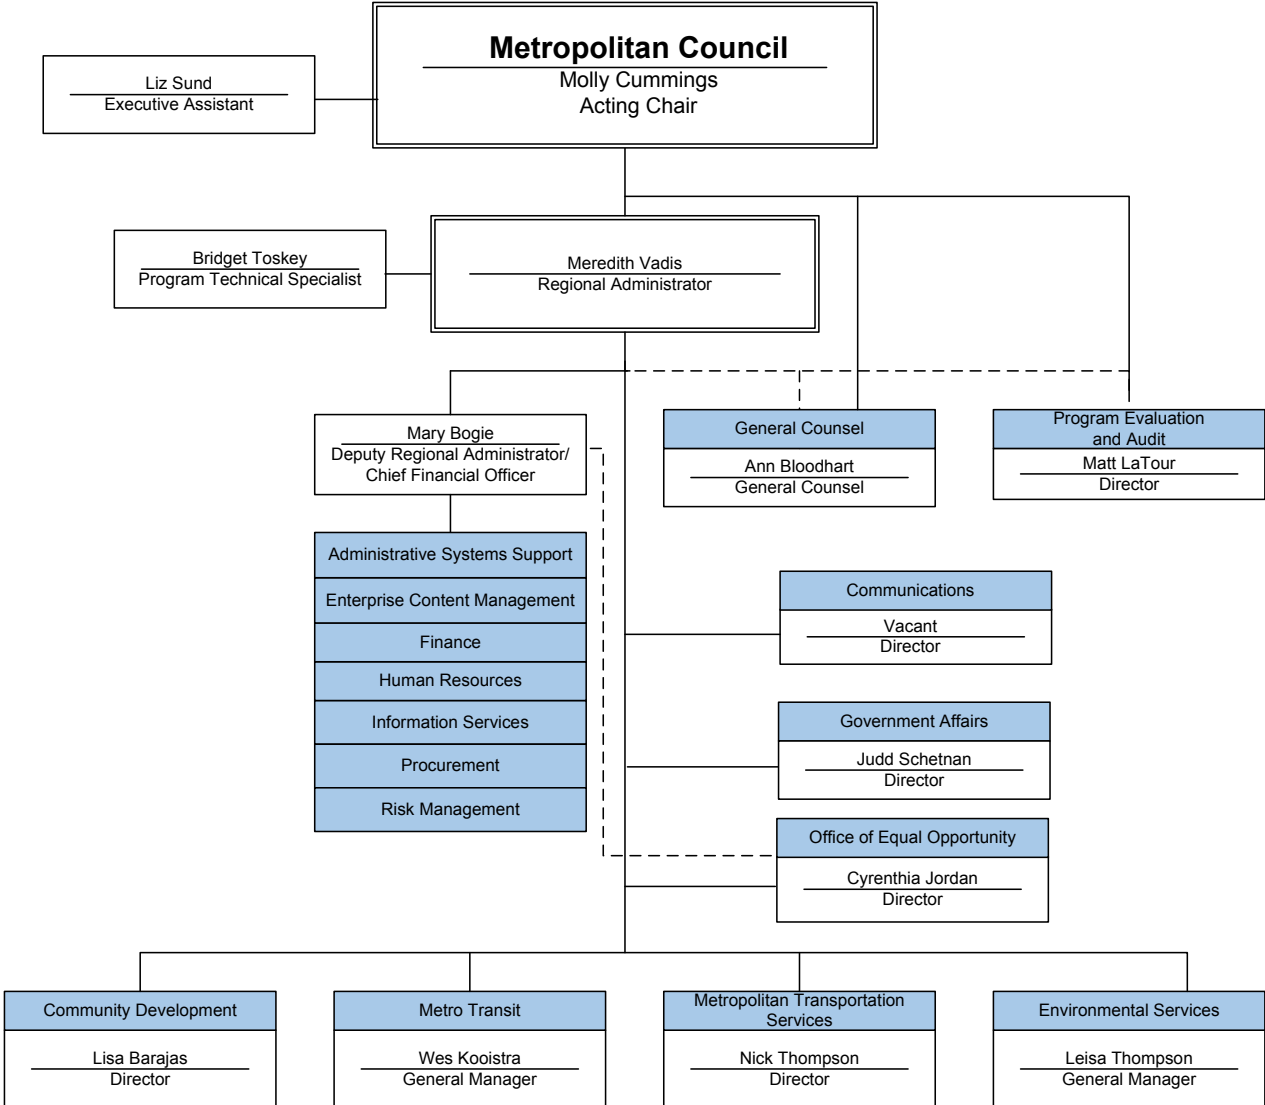 Metropolitan Council
Molly Cummings
Acting Chair
Liz Sund
Executive Assistant
Bridget Toskey
Program Technical Specialist
Meredith Vadis
Regional Administrator
Mary Bogie
Deputy Regional Administrator/
Chief Financial Officer
General Counsel
Ann Bloodhart
General Counsel
Program Evaluation
and Audit
Matt LaTour
Director
Administrative Systems Support
Enterprise Content Management
Finance
Human Resources
Information Services
Procurement
Risk Management
Communications
Vacant
Director
Government Affairs
Judd Schetnan
Director
Office of Equal Opportunity
Cyrenthia Jordan
Director
Community Development
Lisa Barajas
Director
Metro Transit
Wes Kooistra
General Manager
Metropolitan Transportation
Services
Nick Thompson
Director
Environmental Services
Leisa Thompson
General Manager